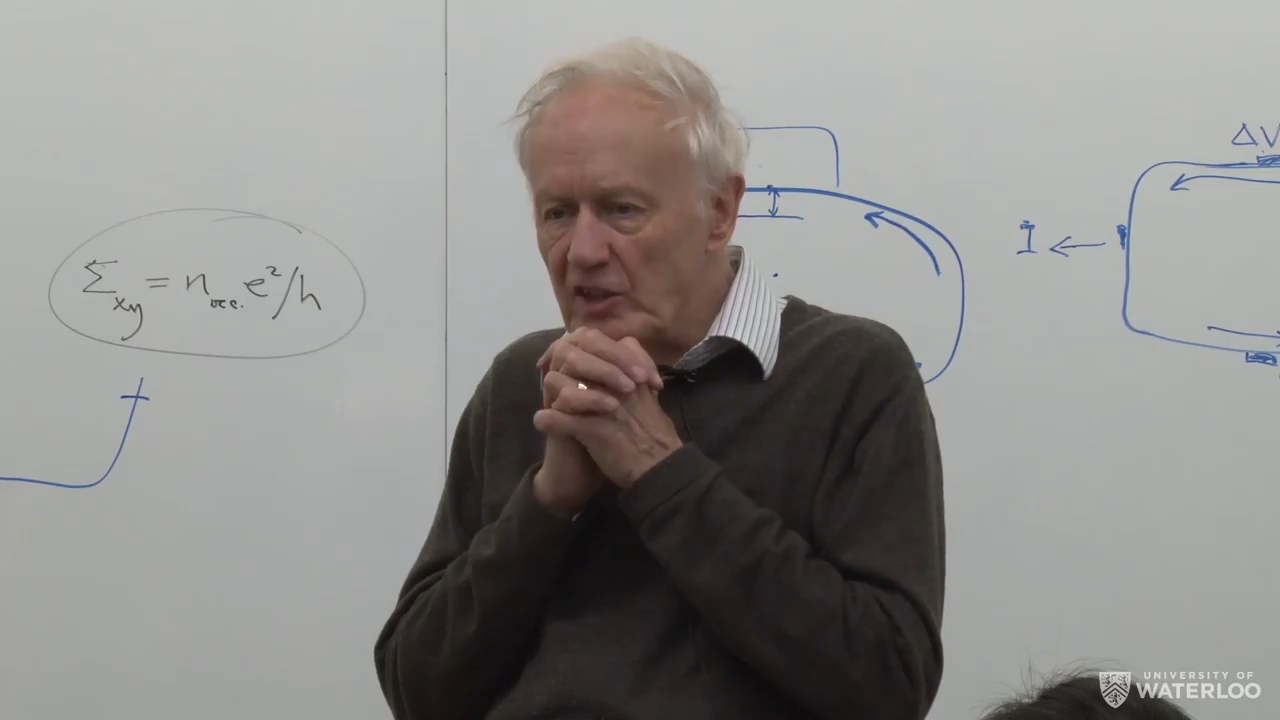 Σxy = nocc. e²/h
I ←
ΔV
UNIVERSITY OF
WATERLOO